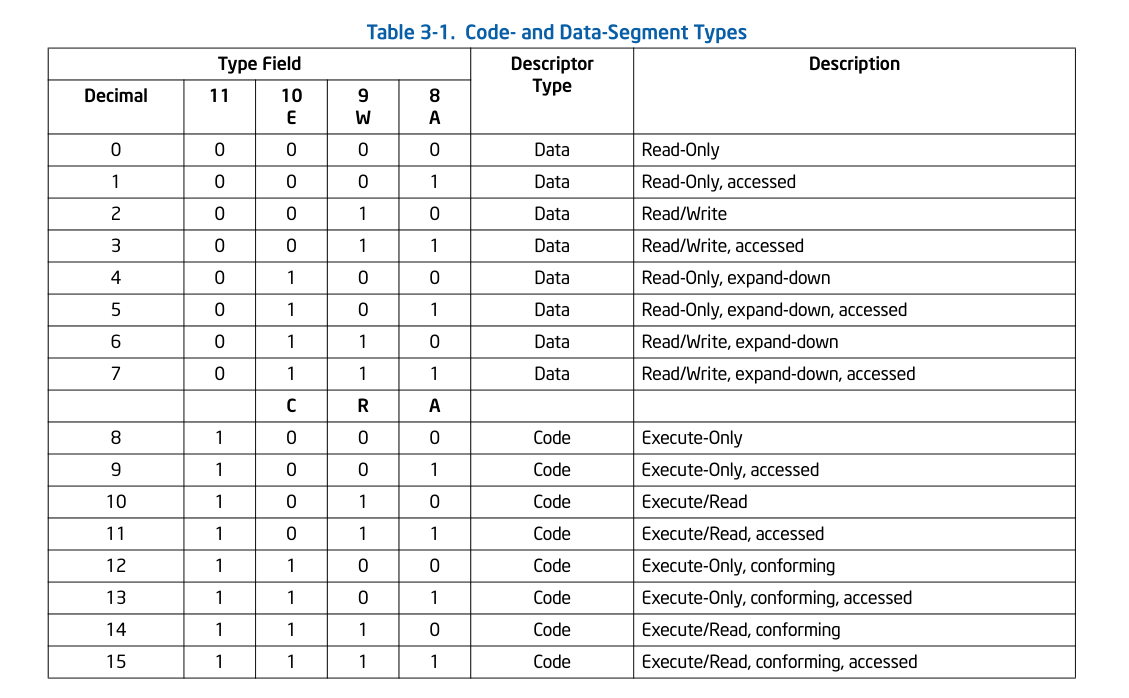 Table 3-1. Code- and Data-Segment Types
Type Field Descriptor Type Description
Decimal 11 10 E 9 W 8 A
0 0 0 0 0 Data Read-Only
1 0 0 0 1 Data Read-Only, accessed
2 0 0 1 0 Data Read/Write
3 0 0 1 1 Data Read/Write, accessed
4 0 1 0 0 Data Read-Only, expand-down
5 0 1 0 1 Data Read-Only, expand-down, accessed
6 0 1 1 0 Data Read/Write, expand-down
7 0 1 1 1 Data Read/Write, expand-down, accessed
C R A
8 1 0 0 0 Code Execute-Only
9 1 0 0 1 Code Execute-Only, accessed
10 1 0 1 0 Code Execute/Read
11 1 0 1 1 Code Execute/Read, accessed
12 1 1 0 0 Code Execute-Only, conforming
13 1 1 0 1 Code Execute-Only, conforming, accessed
14 1 1 1 0 Code Execute/Read, conforming
15 1 1 1 1 Code Execute/Read, conforming, accessed